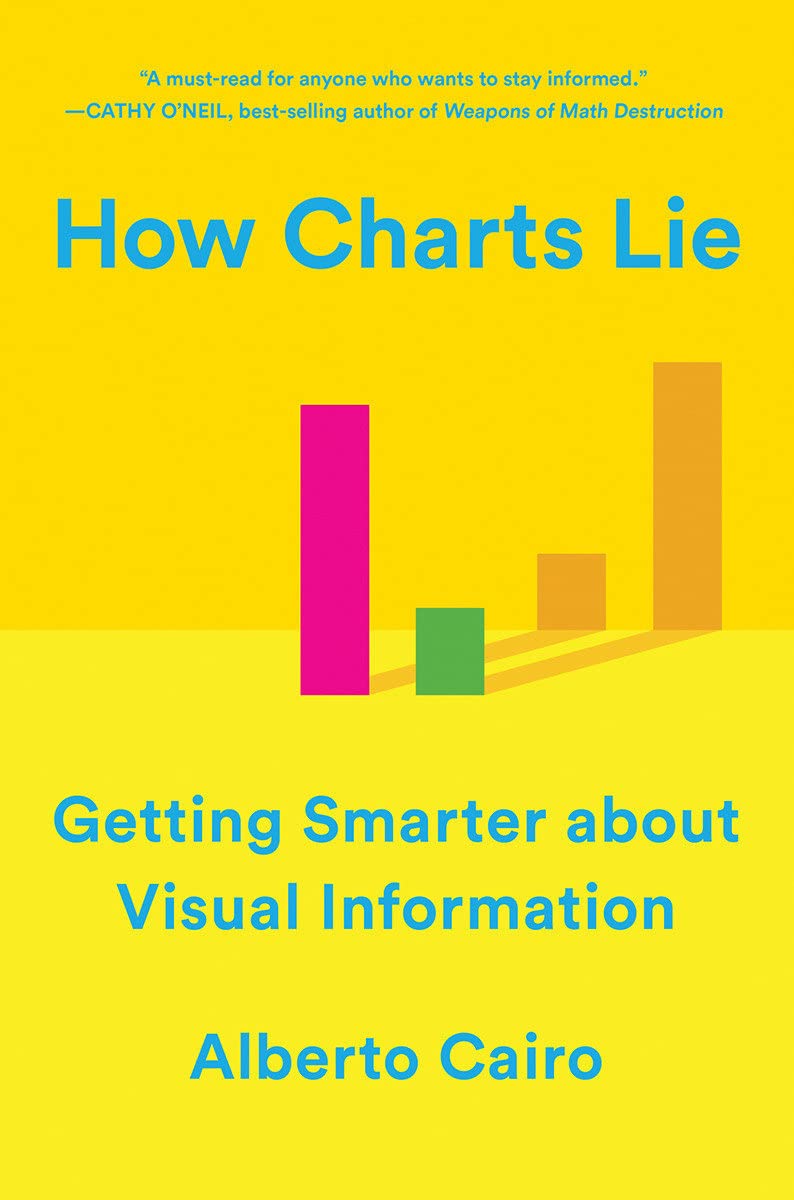 “A must-read for anyone who wants to stay informed.”
—CATHY O’NEIL, best-selling author of Weapons of Math Destruction
How Charts Lie
Getting Smarter about
Visual Information
Alberto Cairo